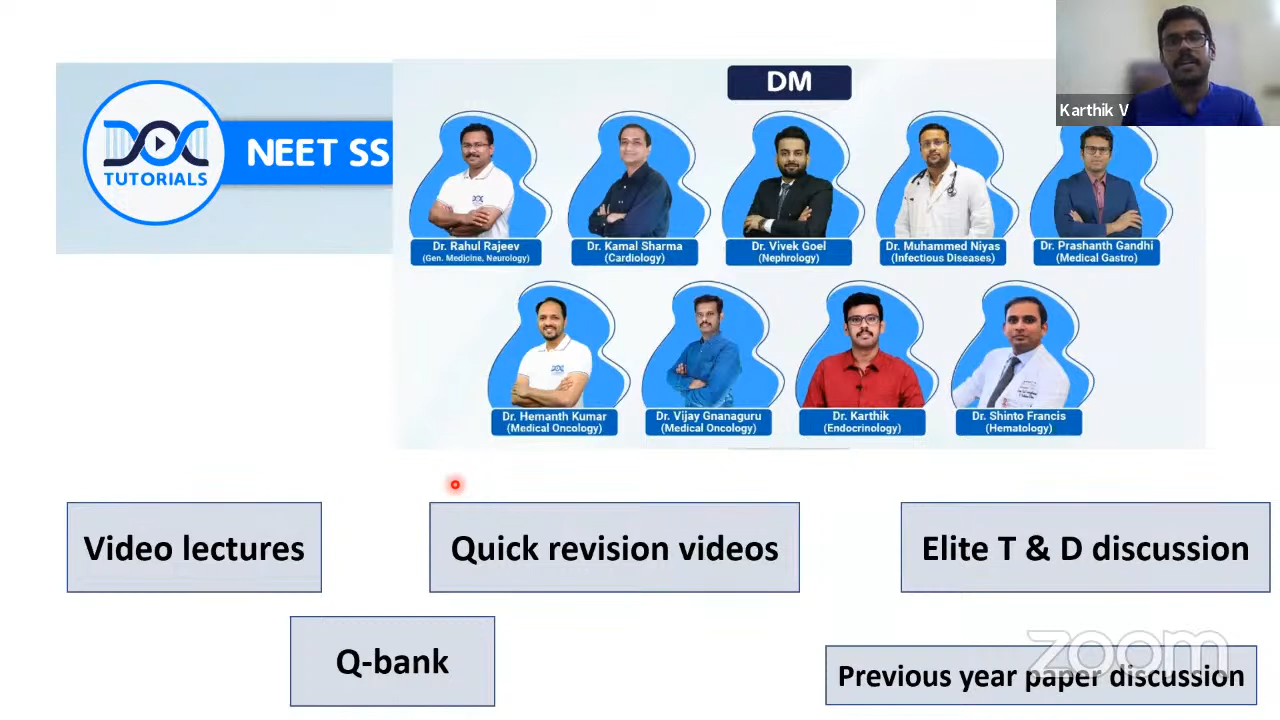 DM
Karthik V
TUTORIALS
NEET SS
Dr. Rahul Rajeev
(Gen. Medicine, Neurology)
Dr. Kamal Sharma
(Cardiology)
Dr. Vivek Goel
(Nephrology)
Dr. Muhammed Niyas
(Infectious Diseases)
Dr. Prashanth Gandhi
(Medical Gastro)
Dr. Hemanth Kumar
(Medical Oncology)
Dr. Vijay Gnanaguru
(Medical Oncology)
Dr. Karthik
(Endocrinology)
Dr. Shinto Francis
(Hematology)
Video lectures
Quick revision videos
Elite T & D discussion
Q-bank
zoom
Previous year paper discussion